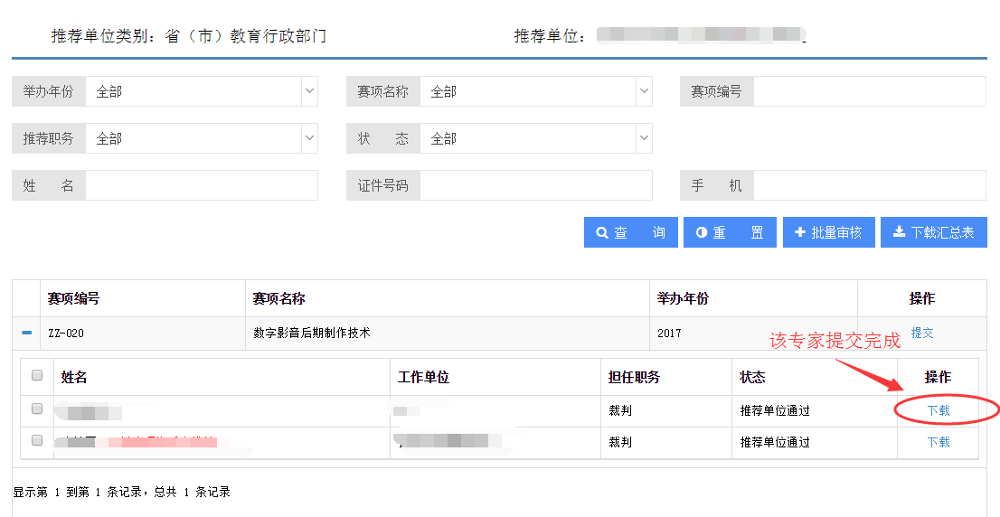 推荐单位类别：省（市）教育行政部门 推荐单位：
举办年份 全部 赛项名称 全部 赛项编号
推荐职务 全部 状 态 全部
姓 名 证件号码 手 机
查 询 重 置 批量审核 下载汇总表
赛项编号 赛项名称 举办年份 操作
ZZ-020 数字影音后期制作技术 2017 提交
该专家提交完成
姓名 工作单位 担任职务 状态 操作
裁判 推荐单位通过 下载
裁判 推荐单位通过 下载
显示第 1 到第 1 条记录，总共 1 条记录